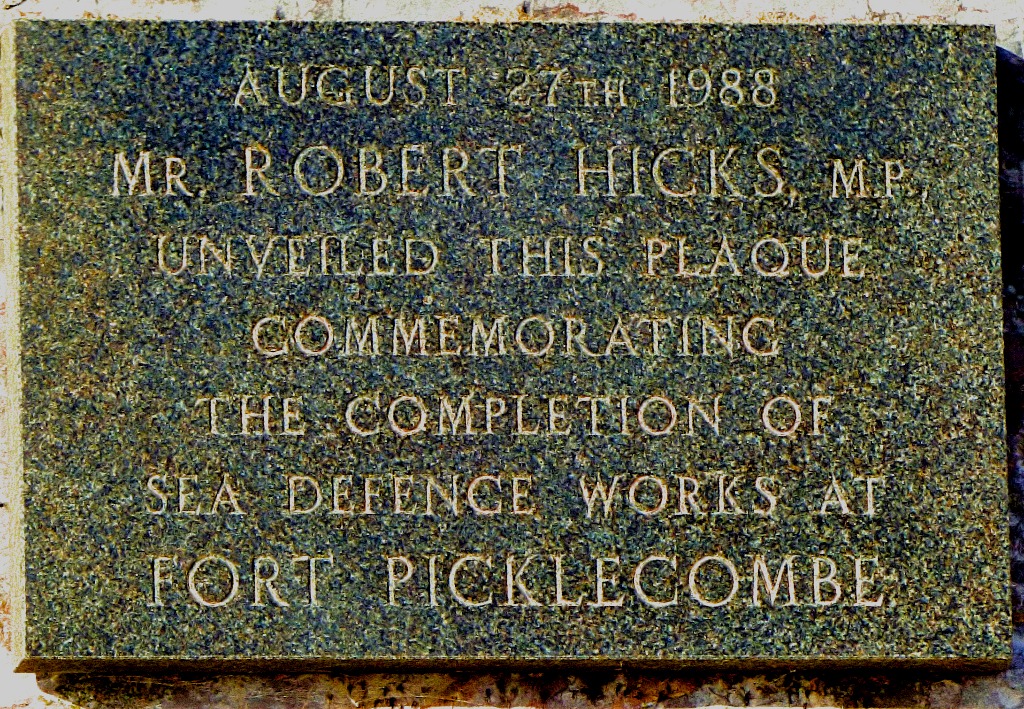 AUGUST 27TH 1988
MR. ROBERT HICKS, M.P.,
UNVEILED THIS PLAQUE
COMMEMORATING
THE COMPLETION OF
SEA DEFENCE WORKS AT
FORT PICKLECOMBE